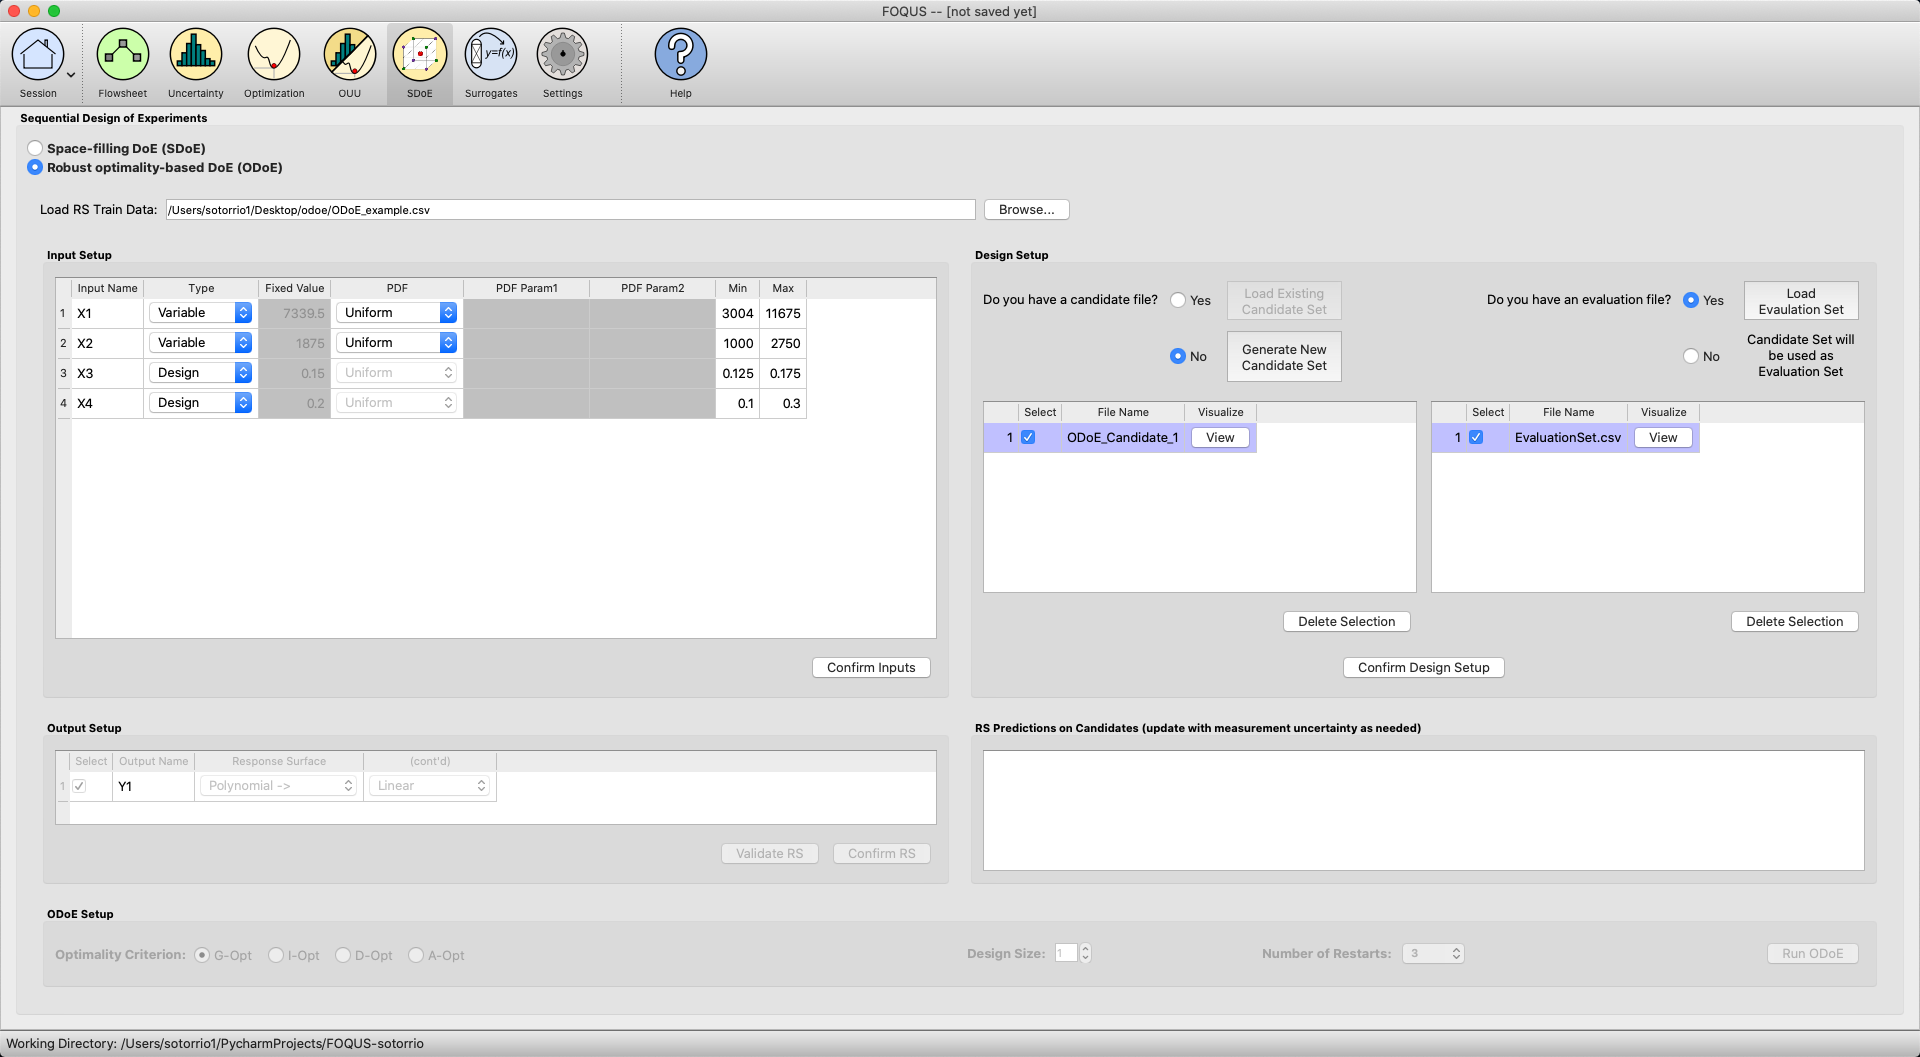 FOQUS -- [not saved yet]
Session Flowsheet Uncertainty Optimization OUU SDoE Surrogates Settings Help
y=f(x)
Sequential Design of Experiments
Space-filling DoE (SDoE)
Robust optimality-based DoE (ODoE)
Load RS Train Data: /Users/sotorrio1/Desktop/odoe/ODoE_example.csv Browse...
Input Setup
Input Name Type Fixed Value PDF PDF Param1 PDF Param2 Min Max
1 X1 Variable 7339.5 Uniform 3004 11675
2 X2 Variable 1875 Uniform 1000 2750
3 X3 Design 0.15 Uniform 0.125 0.175
4 X4 Design 0.2 Uniform 0.1 0.3
Confirm Inputs
Design Setup
Do you have a candidate file? Yes
Load Existing
Candidate Set
No
Generate New
Candidate Set
Do you have an evaluation file? Yes
Load
Evaulation Set
No
Candidate Set will
be used as
Evaluation Set
Select File Name Visualize
1 ODoE_Candidate_1 View
Delete Selection
Select File Name Visualize
1 EvaluationSet.csv View
Delete Selection
Confirm Design Setup
Output Setup
Select Output Name Response Surface (cont'd)
1 Y1 Polynomial -> Linear
Validate RS Confirm RS
RS Predictions on Candidates (update with measurement uncertainty as needed)
ODoE Setup
Optimality Criterion: G-Opt I-Opt D-Opt A-Opt Design Size: 1 Number of Restarts: 3 Run ODoE
Working Directory: /Users/sotorrio1/PycharmProjects/FOQUS-sotorrio